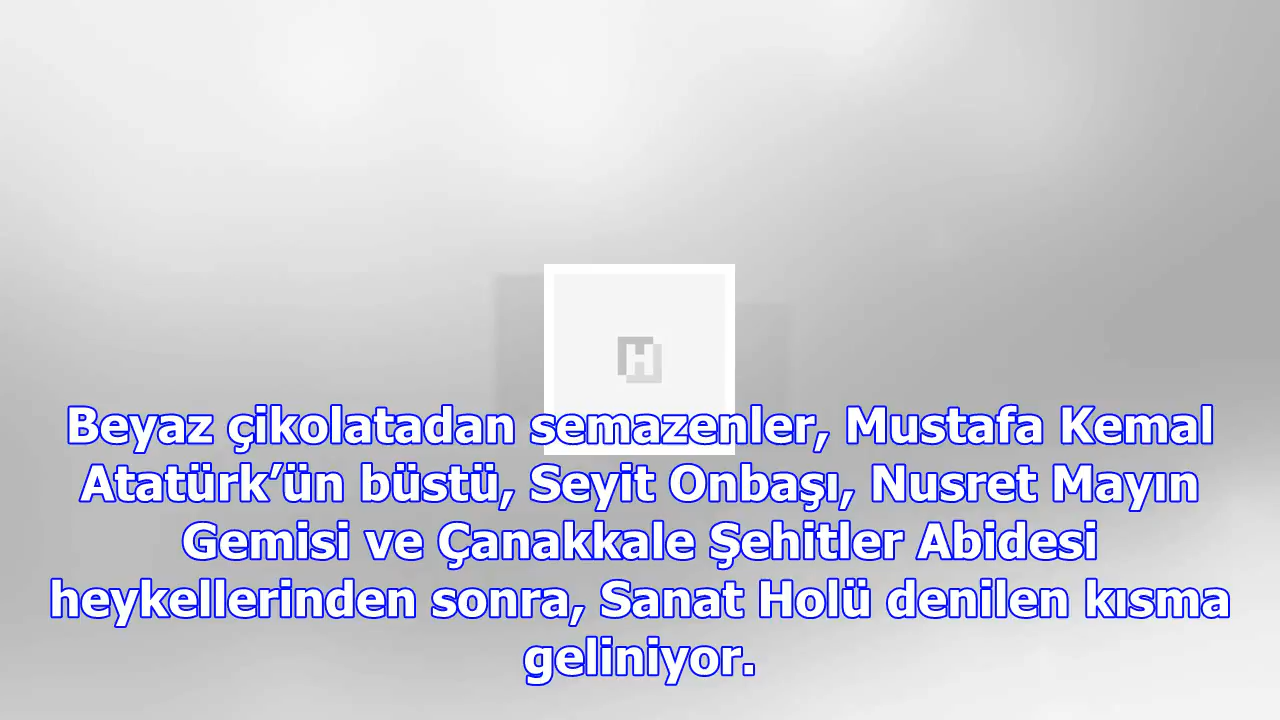 H
Beyaz çikolatadan semazenler, Mustafa Kemal
Atatürk’ün büstü, Seyit Onbaşı, Nusret Mayın
Gemisi ve Çanakkale Şehitler Abidesi
heykellerinden sonra, Sanat Holü denilen kısma
geliniyor.